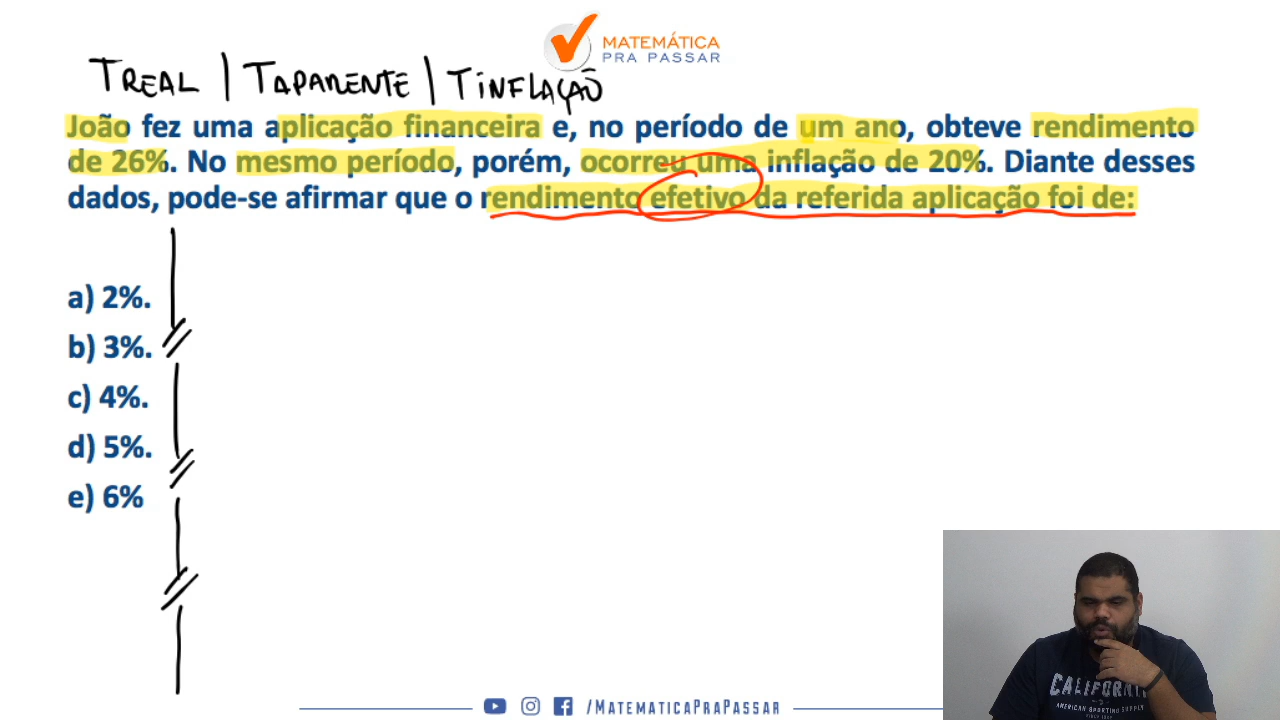 MATEMÁTICA
PRA PASSAR
TREAL | TAPARENTE | TINFLAÇÃO
João fez uma aplicação financeira e, no período de um ano, obteve rendimento
de 26%. No mesmo período, porém, ocorreu uma inflação de 20%. Diante desses
dados, pode-se afirmar que o rendimento efetivo da referida aplicação foi de:
a) 2%.
b) 3%.
c) 4%.
d) 5%.
e) 6%
CALIFORNI
AMERICAN SPORTING SUPPLY
/MATEMATICAPRAPASSAR